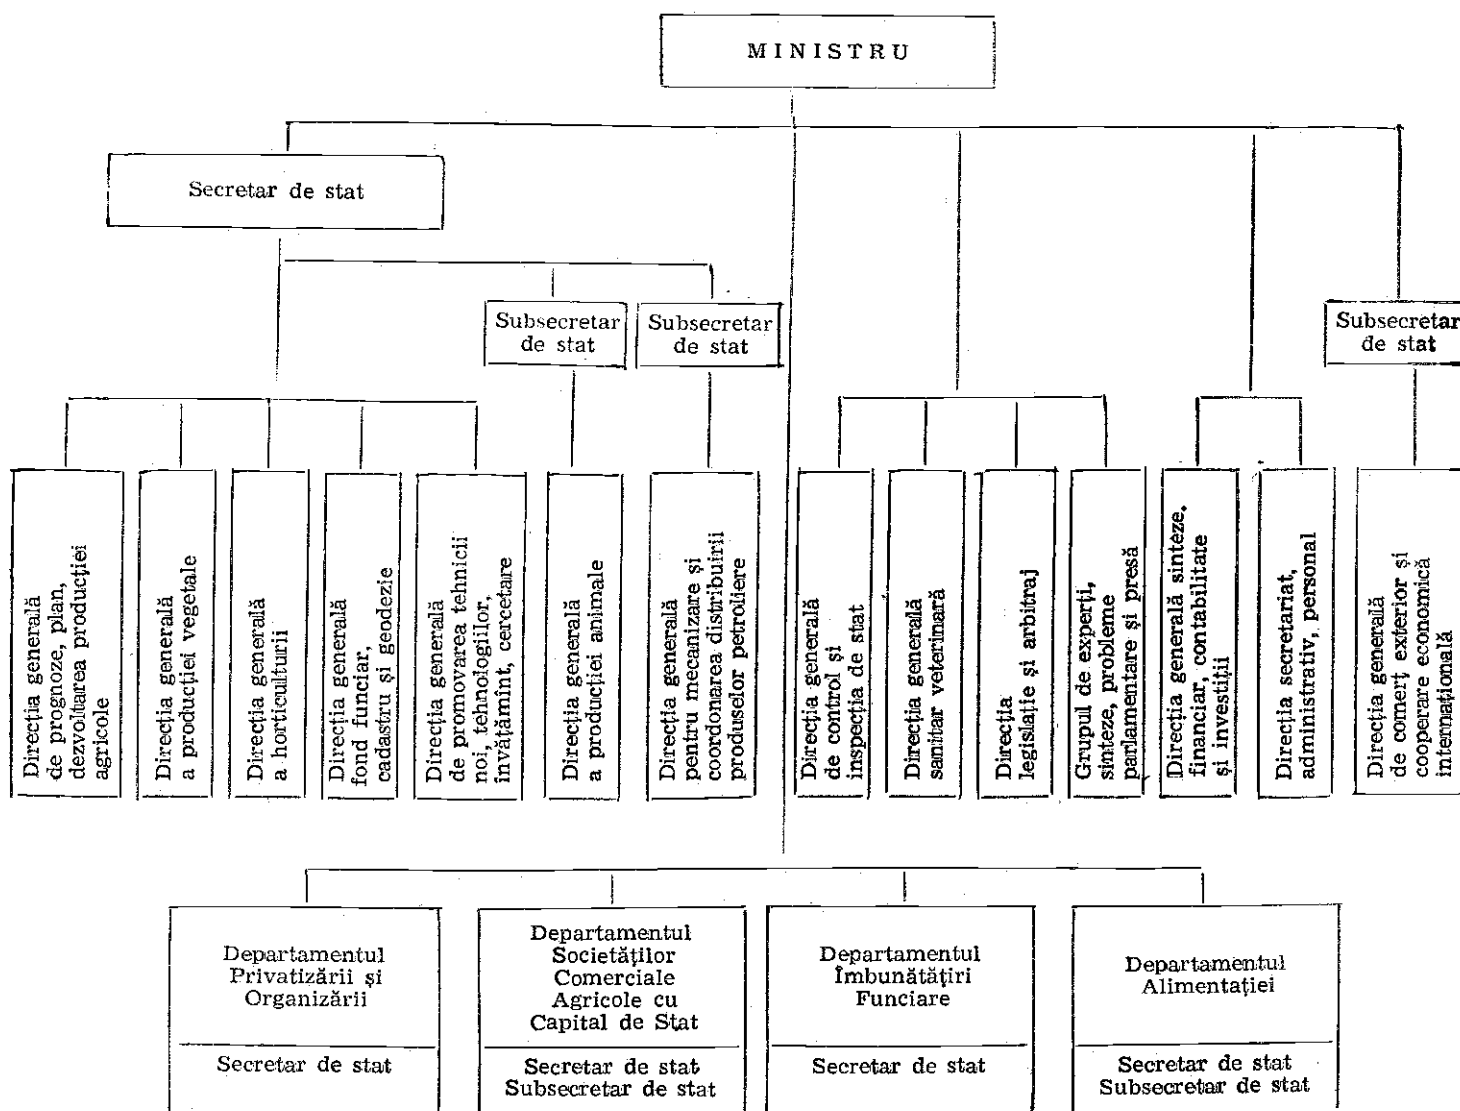 MINISTRU
Secretar de stat
Subsecretar
de stat
Subsecretar
de stat
Subsecretar
de stat
Direcția generală
de prognoze, plan,
dezvoltarea producției
agricole
Direcția generală
a producției vegetale
Direcția generală
a horticulturii
Direcția generală
fond funciar,
cadastru și geodezie
Direcția generală
de promovarea tehnicii
noi, tehnologiilor,
învățămînt, cercetare
Direcția generală
a producției animale
Direcția generală
pentru mecanizare și
coordonarea distribuirii
produselor petroliere
Direcția generală
de control și
inspecția de stat
Direcția generală
sanitar veterinară
Direcția
legislație și arbitraj
Grupul de experți,
sinteze, probleme
parlamentare și presă
Direcția generală sinteze,
financiar, contabilitate
și investiții
Direcția secretariat,
administrativ, personal
Direcția generală
de comerț exterior și
cooperare economică
internațională
Departamentul
Privatizării și
Organizării
Secretar de stat
Departamentul
Societăților
Comerciale
Agricole cu
Capital de Stat
Secretar de stat
Subsecretar de stat
Departamentul
Îmbunătățiri
Funciare
Secretar de stat
Departamentul
Alimentației
Secretar de stat
Subsecretar de stat